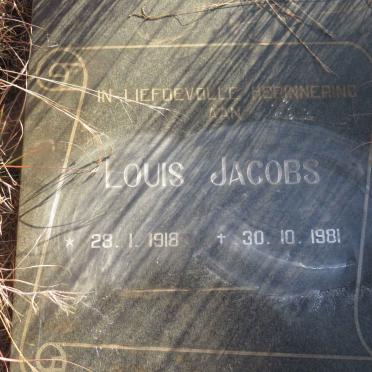 IN LIEFDEVOLLE HERINNERING
AAN
LOUIS JACOBS
* 23. 1. 1918 + 30. 10. 1981